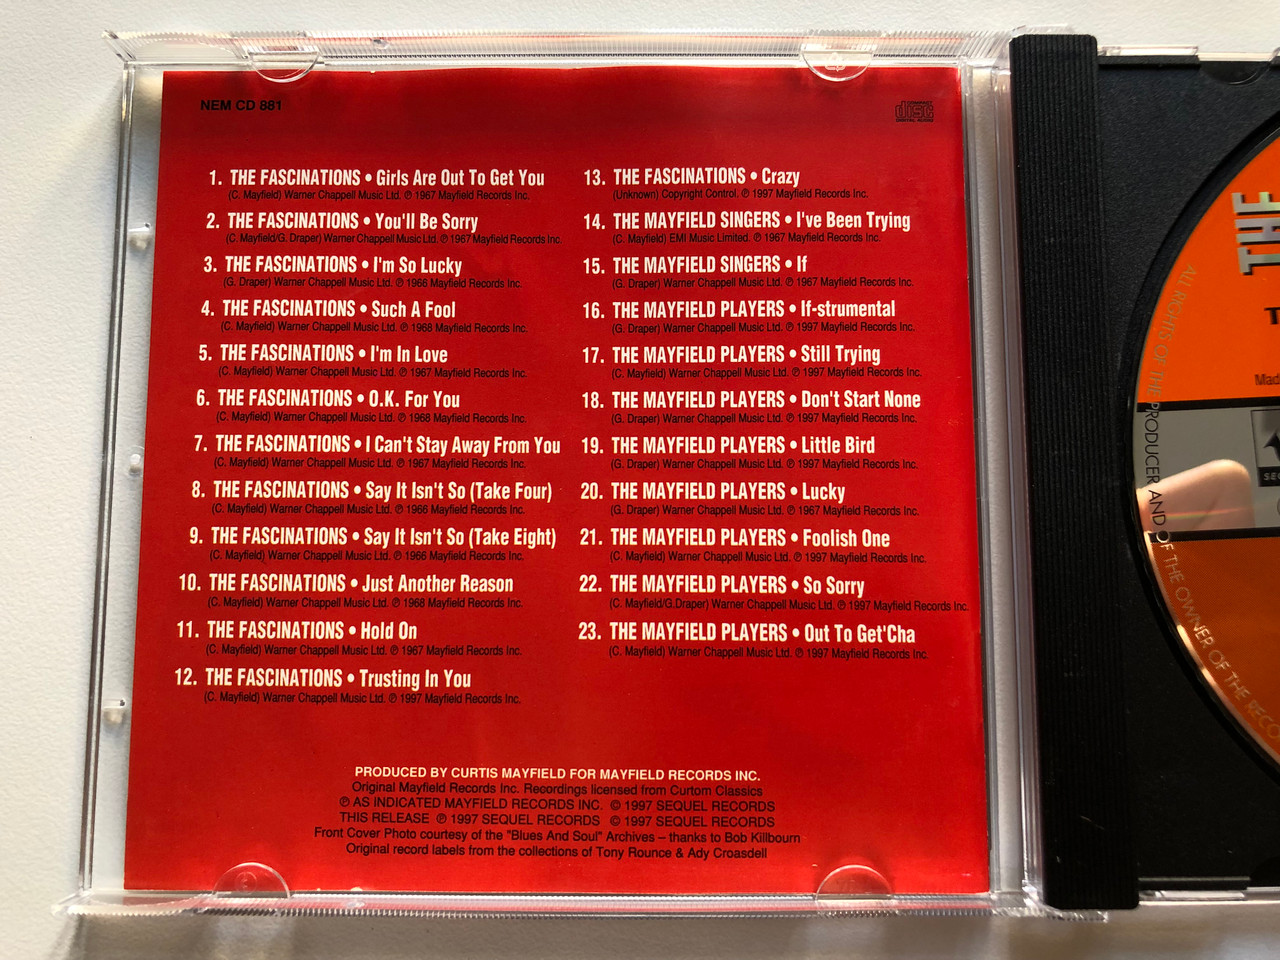 NEM CD 881
COMPACT
disc
DIGITAL AUDIO
1. THE FASCINATIONS • Girls Are Out To Get You
(C. Mayfield) Warner Chappell Music Ltd. ℗ 1967 Mayfield Records Inc.
2. THE FASCINATIONS • You'll Be Sorry
(C. Mayfield/G. Draper) Warner Chappell Music Ltd. ℗ 1967 Mayfield Records Inc.
3. THE FASCINATIONS • I'm So Lucky
(G. Draper) Warner Chappell Music Ltd. ℗ 1966 Mayfield Records Inc.
4. THE FASCINATIONS • Such A Fool
(C. Mayfield) Warner Chappell Music Ltd. ℗ 1968 Mayfield Records Inc.
5. THE FASCINATIONS • I'm In Love
(C. Mayfield) Warner Chappell Music Ltd. ℗ 1967 Mayfield Records Inc.
6. THE FASCINATIONS • O.K. For You
(C. Mayfield) Warner Chappell Music Ltd. ℗ 1968 Mayfield Records Inc.
7. THE FASCINATIONS • I Can't Stay Away From You
(C. Mayfield) Warner Chappell Music Ltd. ℗ 1967 Mayfield Records Inc.
8. THE FASCINATIONS • Say It Isn't So (Take Four)
(C. Mayfield) Warner Chappell Music Ltd. ℗ 1966 Mayfield Records Inc.
9. THE FASCINATIONS • Say It Isn't So (Take Eight)
(C. Mayfield) Warner Chappell Music Ltd. ℗ 1966 Mayfield Records Inc.
10. THE FASCINATIONS • Just Another Reason
(C. Mayfield) Warner Chappell Music Ltd. ℗ 1968 Mayfield Records Inc.
11. THE FASCINATIONS • Hold On
(C. Mayfield) Warner Chappell Music Ltd. ℗ 1967 Mayfield Records Inc.
12. THE FASCINATIONS • Trusting In You
(C. Mayfield) Warner Chappell Music Ltd. ℗ 1997 Mayfield Records Inc.
13. THE FASCINATIONS • Crazy
(Unknown) Copyright Control. ℗ 1997 Mayfield Records Inc.
14. THE MAYFIELD SINGERS • I've Been Trying
(C. Mayfield) EMI Music Limited. ℗ 1967 Mayfield Records Inc.
15. THE MAYFIELD SINGERS • If
(G. Draper) Warner Chappell Music Ltd. ℗ 1967 Mayfield Records Inc.
16. THE MAYFIELD PLAYERS • If-strumental
(G. Draper) Warner Chappell Music Ltd. ℗ 1997 Mayfield Records Inc.
17. THE MAYFIELD PLAYERS • Still Trying
(C. Mayfield) Warner Chappell Music Ltd. ℗ 1997 Mayfield Records Inc.
18. THE MAYFIELD PLAYERS • Don't Start None
(G. Draper) Warner Chappell Music Ltd. ℗ 1997 Mayfield Records Inc.
19. THE MAYFIELD PLAYERS • Little Bird
(G. Draper) Warner Chappell Music Ltd. ℗ 1997 Mayfield Records Inc.
20. THE MAYFIELD PLAYERS • Lucky
(G. Draper) Warner Chappell Music Ltd. ℗ 1967 Mayfield Records Inc.
21. THE MAYFIELD PLAYERS • Foolish One
(C. Mayfield) Warner Chappell Music Ltd. ℗ 1997 Mayfield Records Inc.
22. THE MAYFIELD PLAYERS • So Sorry
(C. Mayfield/G.Draper) Warner Chappell Music Ltd. ℗ 1997 Mayfield Records Inc.
23. THE MAYFIELD PLAYERS • Out To Get'Cha
(C. Mayfield) Warner Chappell Music Ltd. ℗ 1997 Mayfield Records Inc.
PRODUCED BY CURTIS MAYFIELD FOR MAYFIELD RECORDS INC.
Original Mayfield Records Inc. Recordings licensed from Curtom Classics
℗ AS INDICATED MAYFIELD RECORDS INC. © 1997 SEQUEL RECORDS
THIS RELEASE ℗ 1997 SEQUEL RECORDS © 1997 SEQUEL RECORDS
Front Cover Photo courtesy of the "Blues And Soul" Archives – thanks to Bob Killbourn
Original record labels from the collections of Tony Rounce & Ady Croasdell
THE
ALL RIGHTS OF THE PRODUCER AND OF THE OWNER OF THE RECO